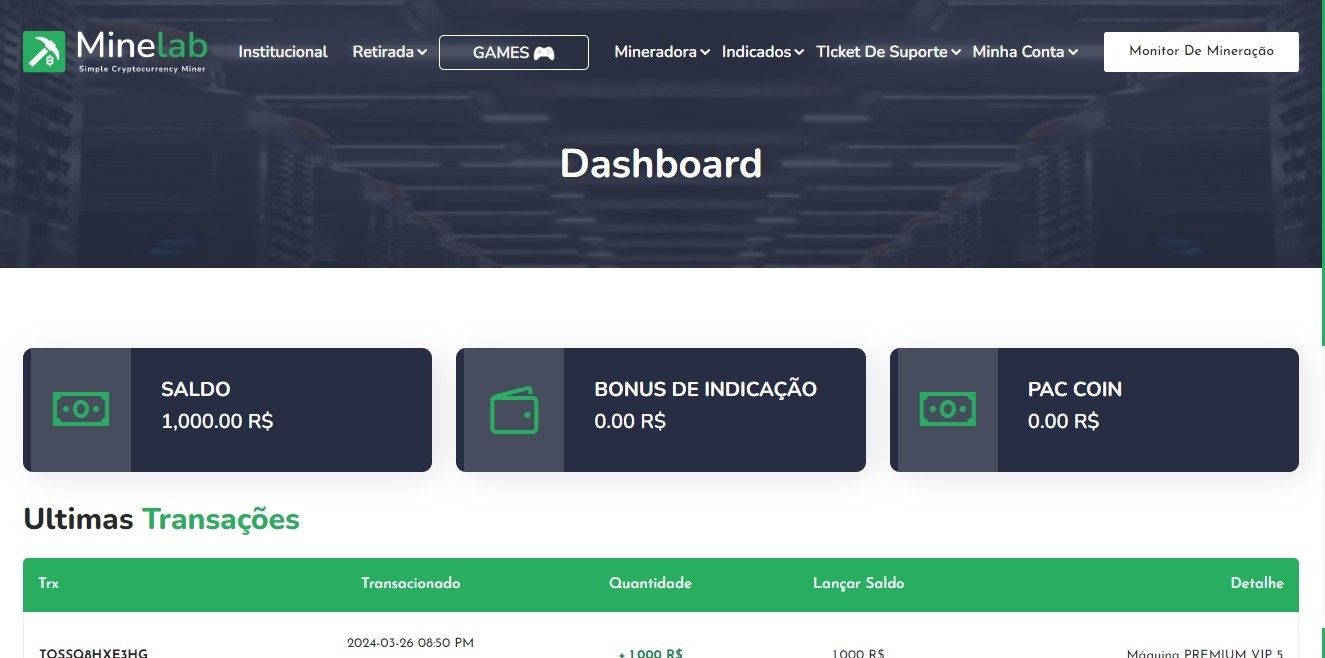 Minelab
Simple Cryptocurrency Miner
Institucional
Retirada
GAMES
Mineradora
Indicados
TIcket De Suporte
Minha Conta
Monitor De Mineração
Dashboard
SALDO
1,000.00 R$
BONUS DE INDICAÇÃO
0.00 R$
PAC COIN
0.00 R$
Ultimas Transações
Trx Transacionado Quantidade Lançar Saldo Detalhe
2024-03-26 08:50 PM
TOSSQ8HXE3HG + 1,000 R$ 1,000 R$ Máquina PREMIUM VIP 5